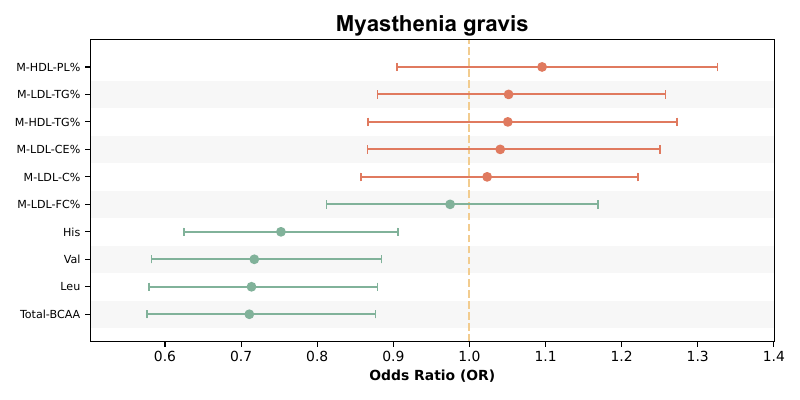 Myasthenia gravis
M-HDL-PL%
M-LDL-TG%
M-HDL-TG%
M-LDL-CE%
M-LDL-C%
M-LDL-FC%
His
Val
Leu
Total-BCAA
0.6 0.7 0.8 0.9 1.0 1.1 1.2 1.3 1.4
Odds Ratio (OR)